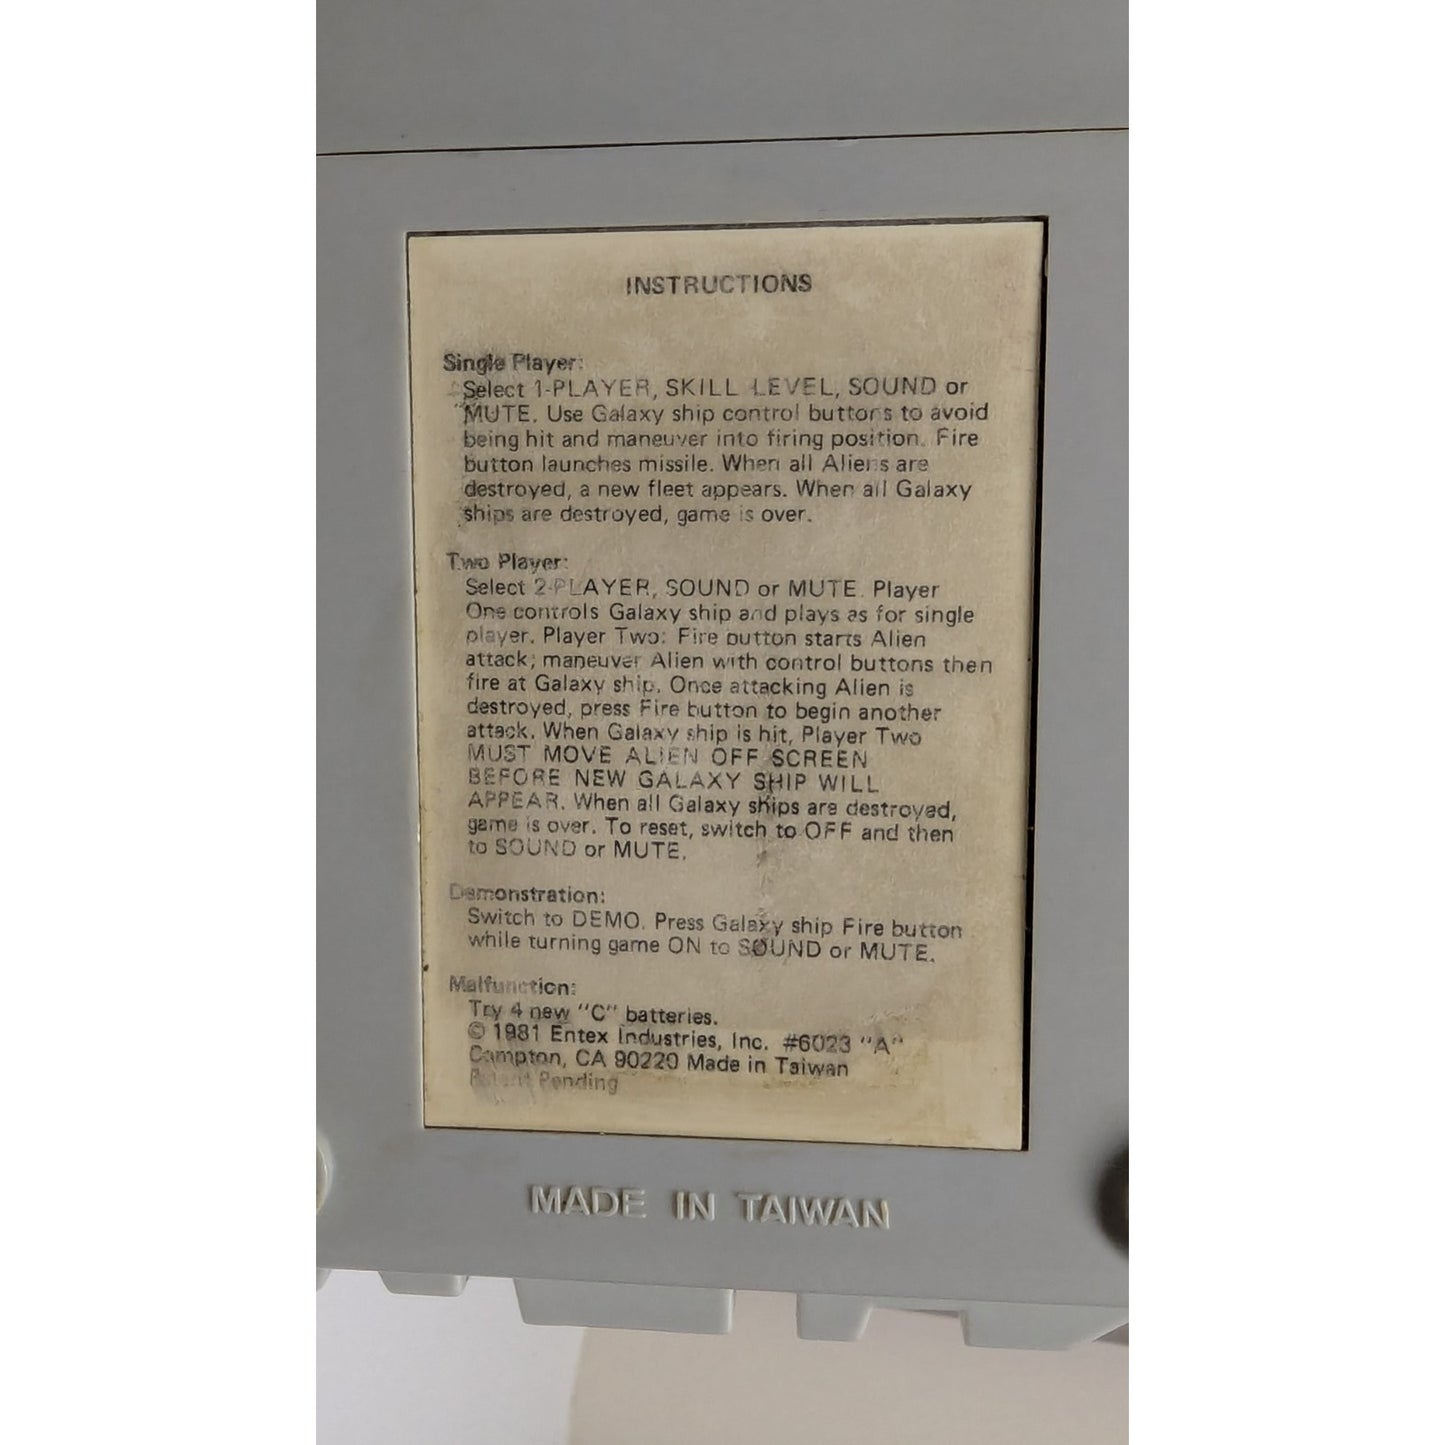 INSTRUCTIONS
Single Player:
Select 1-PLAYER, SKILL LEVEL, SOUND or
MUTE. Use Galaxy ship control buttons to avoid
being hit and maneuver into firing position. Fire
button launches missile. When all Aliens are
destroyed, a new fleet appears. When all Galaxy
ships are destroyed, game is over.
Two Player:
Select 2-PLAYER, SOUND or MUTE. Player
One controls Galaxy ship and plays as for single
player. Player Two: Fire button starts Alien
attack; maneuver Alien with control buttons then
fire at Galaxy ship. Once attacking Alien is
destroyed, press Fire button to begin another
attack. When Galaxy ship is hit, Player Two
MUST MOVE ALIEN OFF SCREEN
BEFORE NEW GALAXY SHIP WILL
APPEAR. When all Galaxy ships are destroyed,
game is over. To reset, switch to OFF and then
to SOUND or MUTE.
Demonstration:
Switch to DEMO. Press Galaxy ship Fire button
while turning game ON to SOUND or MUTE.
Malfunction:
Try 4 new "C" batteries.
© 1981 Entex Industries, Inc. #6023 "A"
Compton, CA 90220 Made in Taiwan
Patent Pending
MADE IN TAIWAN